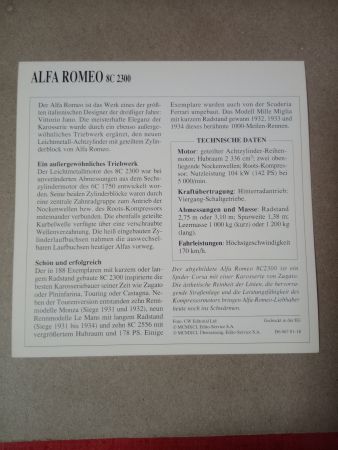 ALFA ROMEO 8C 2300
Der Alfa Romeo ist das Werk eines der größ-
ten italienischen Designer der dreißiger Jahre:
Vittorio Jano. Die meisterhafte Eleganz der
Karosserie wurde durch ein ebenso außerge-
wöhnliches Triebwerk ergänzt, den neuen
Leichtmetall-Achtzylinder mit geteiltem Zylin-
derblock von Alfa Romeo.
Ein außergewöhnliches Triebwerk
Der Leichtmetallmotor des 8C 2300 war bei
unveränderten Abmessungen aus dem Sechs-
zylindermotor des 6C 1750 entwickelt wor-
den. Seine beiden Zylinderblöcke waren durch
eine zentrale Zahnradgruppe zum Antrieb der
Nockenwellen bzw. des Roots-Kompressors
miteinander verbunden. Die ebenfalls geteilte
Kurbelwelle verfügte über eine verschraubte
Wellenverzahnung. Die heiß eingebauten Zy-
linderlaufbuchsen nahmen die auswechsel-
baren Laufbuchsen heutiger Alfas vorweg.
Schön und erfolgreich
Der in 188 Exemplaren mit kurzem oder lan-
gem Radstand gebaute 8C 2300 inspirierte die
besten Karosseriebauer seiner Zeit wie Zagato
oder Pininfarina, Touring oder Castagna. Ne-
ben der Tourenversion entstanden zehn Renn-
modelle Monza (Siege 1931 und 1932), neun
Rennmodelle Le Mans mit langem Radstand
(Siege 1931 bis 1934) und zehn 8C 2556 mit
vergrößertem Hubraum und 178 PS. Einige
Exemplare wurden auch von der Scuderia
Ferrari umgebaut. Das Modell Mille Miglia
mit kurzem Radstand gewann 1932, 1933 und
1934 dieses berühmte 1000-Meilen-Rennen.
TECHNISCHE DATEN
Motor: geteilter Achtzylinder-Reihen-
motor; Hubraum 2 336 cm³; zwei oben-
liegende Nockenwellen; Roots-Kompres-
sor; Nutzleistung 104 kW (142 PS) bei
5 000/min.
Kraftübertragung: Hinterradantrieb;
Viergang-Schaltgetriebe.
Abmessungen und Masse: Radstand
2,75 m oder 3,10 m; Spurweite 1,38 m;
Leermasse 1 000 kg (kurz) oder 1 200 kg
(lang).
Fahrleistungen: Höchstgeschwindigkeit
170 km/h.
Der abgebildete Alfa Romeo 8C2300 ist ein
Spider Corsa mit einer Karosserie von Zagato.
Die ästhetische Reinheit der Linien, die hervor-
ragende Straßenlage und die Leistungsfähigkeit des
Kompressormotors bringen Alfa-Romeo-Liebhaber
heute noch ins Schwärmen.
Foto: GW Editorial Ltd
Gedruckt in der EG
© MCMXCI, Edito-Service S.A.
© MCMXCI, Übersetzung, Edito-Service S.A.